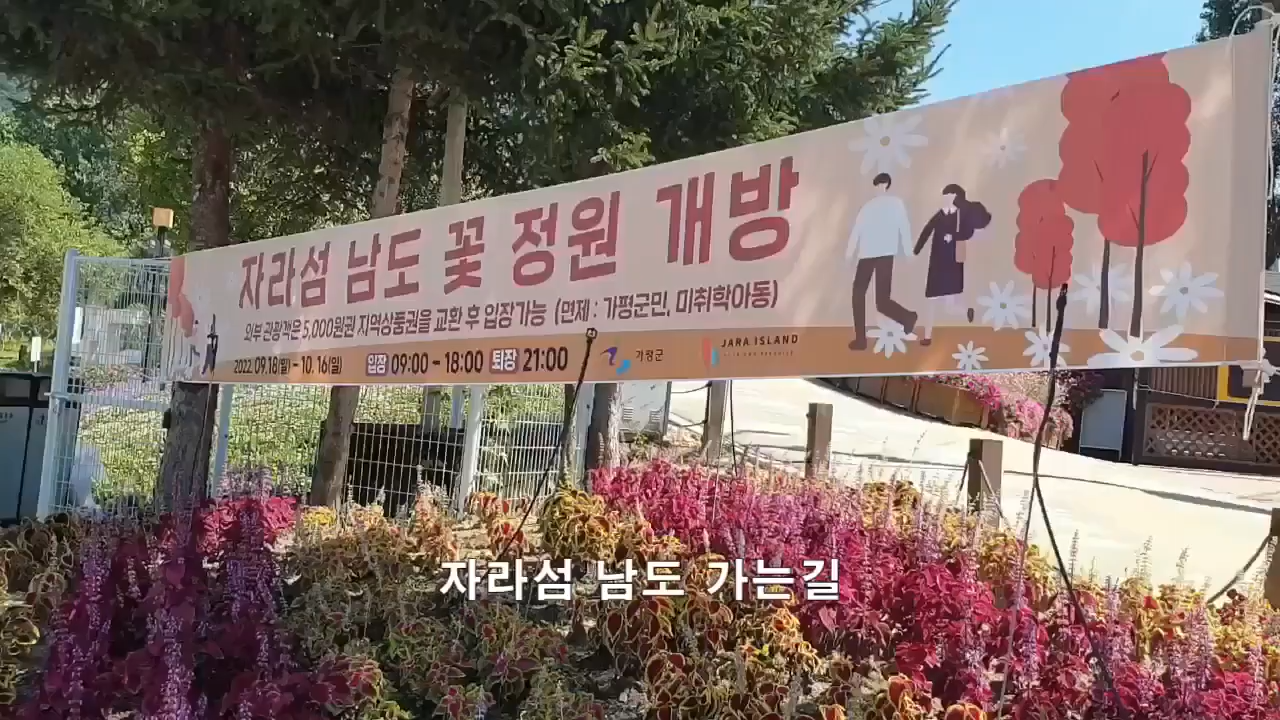 자라섬 남도 꽃 정원 개방
외부 관광객은 5,000원권 지역상품권을 교환 후 입장가능 (면제 : 가평군민, 미취학아동)
2022. 09.18(월) – 10. 16(일) 입장 09:00 – 18:00 퇴장 21:00 가평군 JARA ISLAND
자라섬 남도 가는길